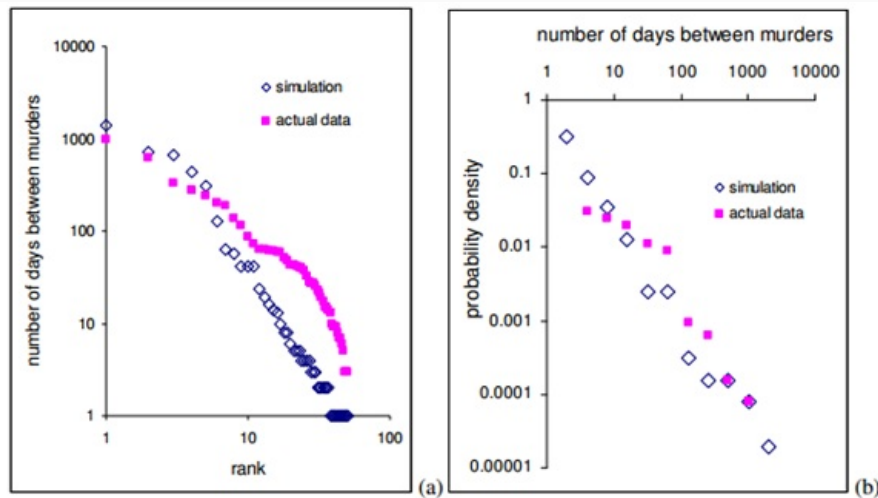 10000
1000
100
10
1
number of days between murders
simulation
actual data
1 10 100
rank
(a)
number of days between murders
1 10 100 1000 10000
1
0.1
0.01
0.001
0.0001
0.00001
probability density
simulation
actual data
(b)